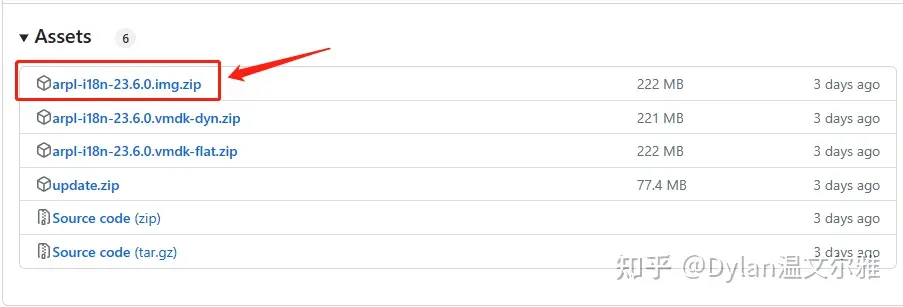 Assets 6
arpl-i18n-23.6.0.img.zip 222 MB 3 days ago
arpl-i18n-23.6.0.vmdk-dyn.zip 221 MB 3 days ago
arpl-i18n-23.6.0.vmdk-flat.zip 222 MB 3 days ago
update.zip 77.4 MB 3 days ago
Source code (zip) 3 days ago
Source code (tar.gz) 3 days ago
知乎 @Dylan温文尔雅